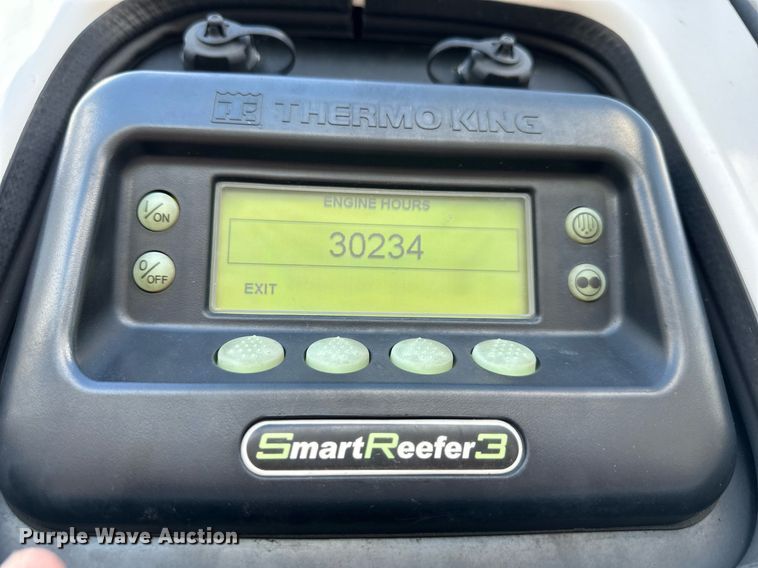 THERMO KING
ENGINE HOURS
I/ON
30234
O/OFF
EXIT
SmartReefer3
Purple Wave Auction